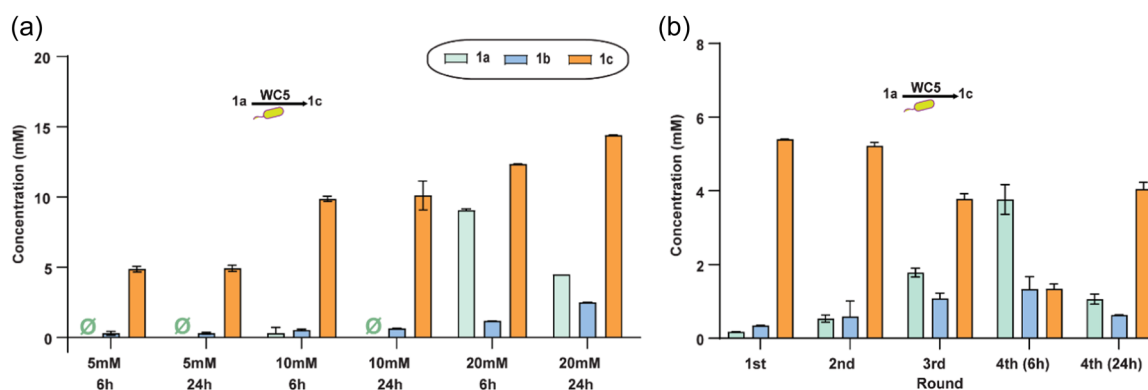 (a)
20
15
10
5
0
Concentration (mM)
1a 1b 1c
WC5
1a 1c
Ø Ø Ø
5mM 5mM 10mM 10mM 20mM 20mM
6h 24h 6h 24h 6h 24h
(b)
8
6
4
2
0
Concentration (mM)
WC5
1a 1c
1st 2nd 3rd 4th (6h) 4th (24h)
Round